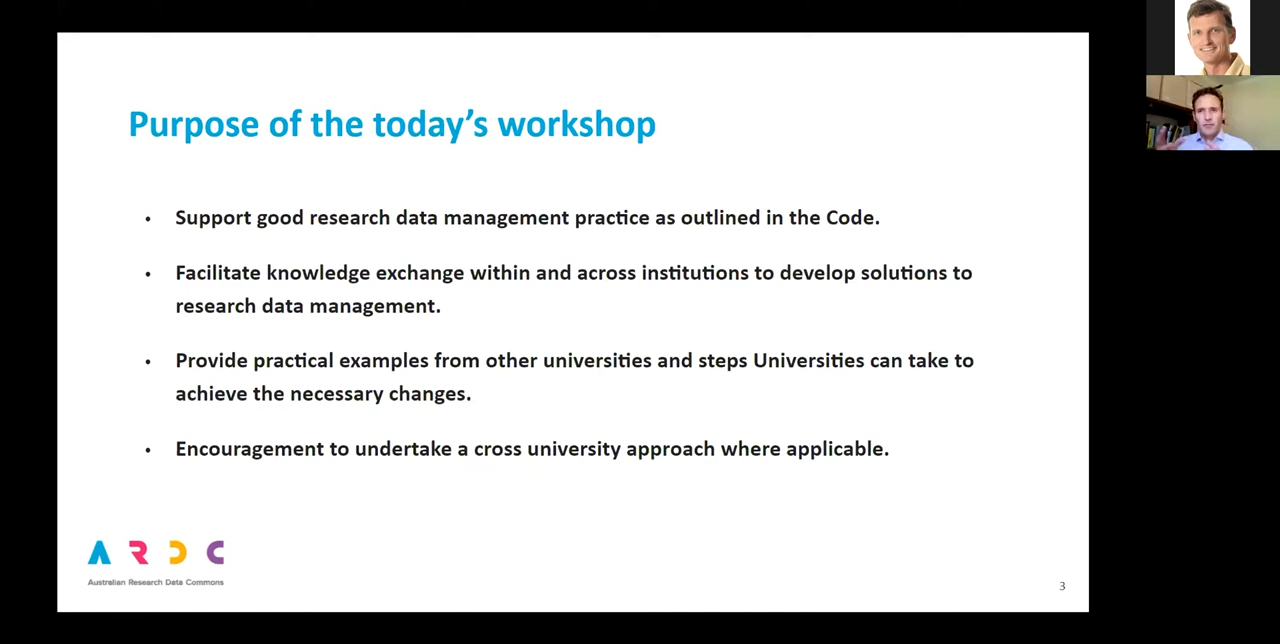 Purpose of the today's workshop
• Support good research data management practice as outlined in the Code.
• Facilitate knowledge exchange within and across institutions to develop solutions to
research data management.
• Provide practical examples from other universities and steps Universities can take to
achieve the necessary changes.
• Encouragement to undertake a cross university approach where applicable.
ARDC
Australian Research Data Commons
3